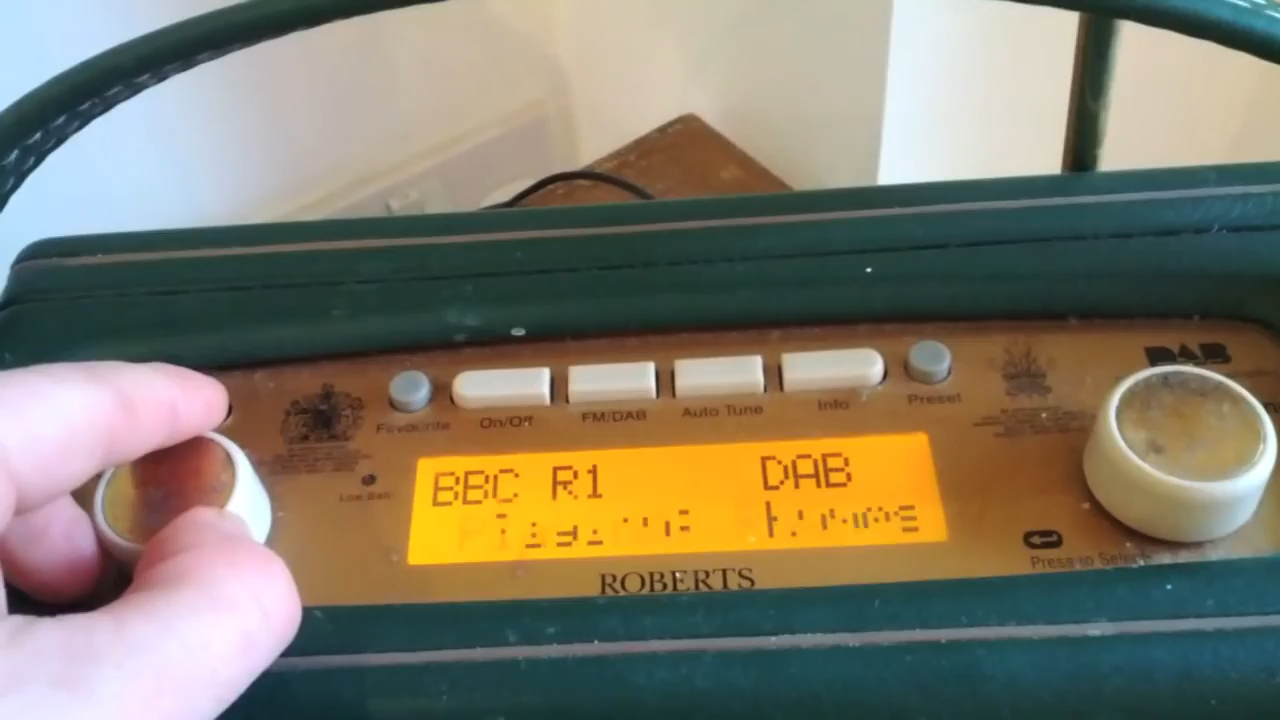 DAB
Favourite
On/Off
FM/DAB
Auto Tune
Info
Preset
Low Batt
BBC R1 DAB
Press to Select
ROBERTS